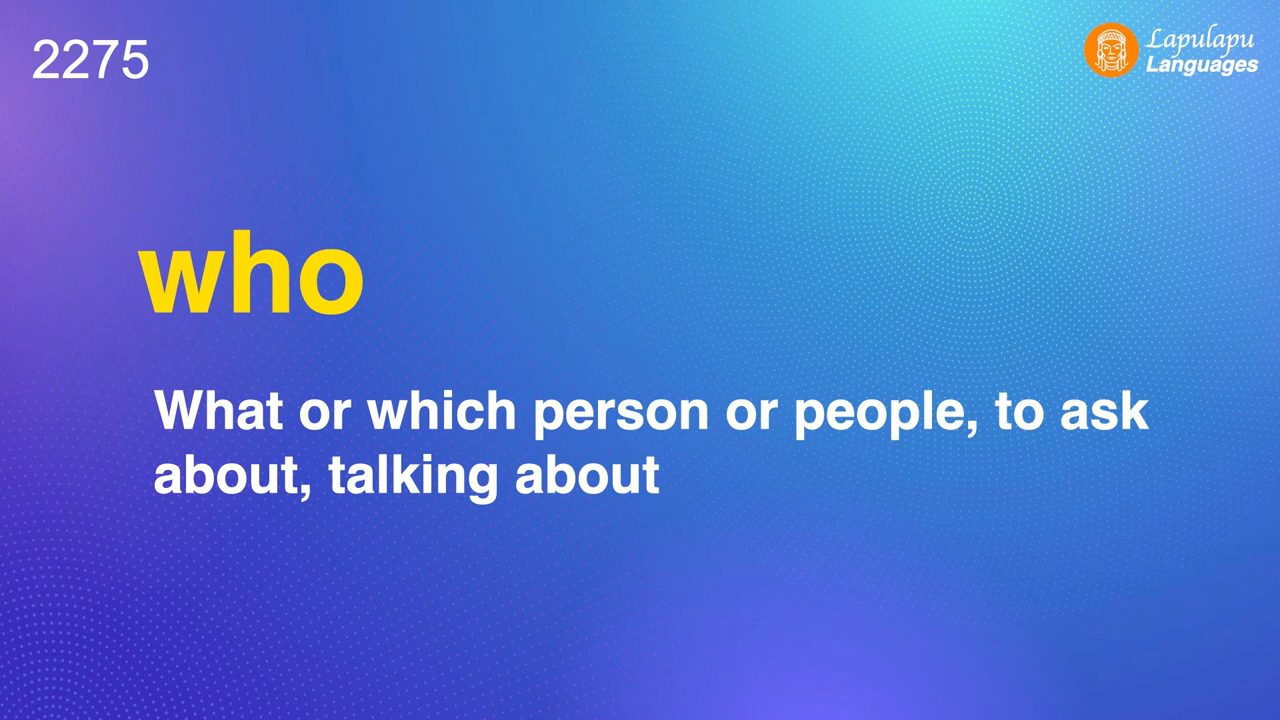 2275
Lapulapu
Languages
who
What or which person or people, to ask
about, talking about